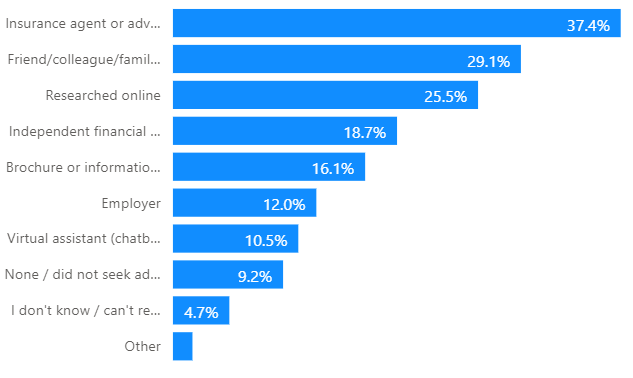 Insurance agent or adv... 37.4%
Friend/colleague/famil... 29.1%
Researched online 25.5%
Independent financial ... 18.7%
Brochure or informatio... 16.1%
Employer 12.0%
Virtual assistant (chatb... 10.5%
None / did not seek ad... 9.2%
I don't know / can't re... 4.7%
Other